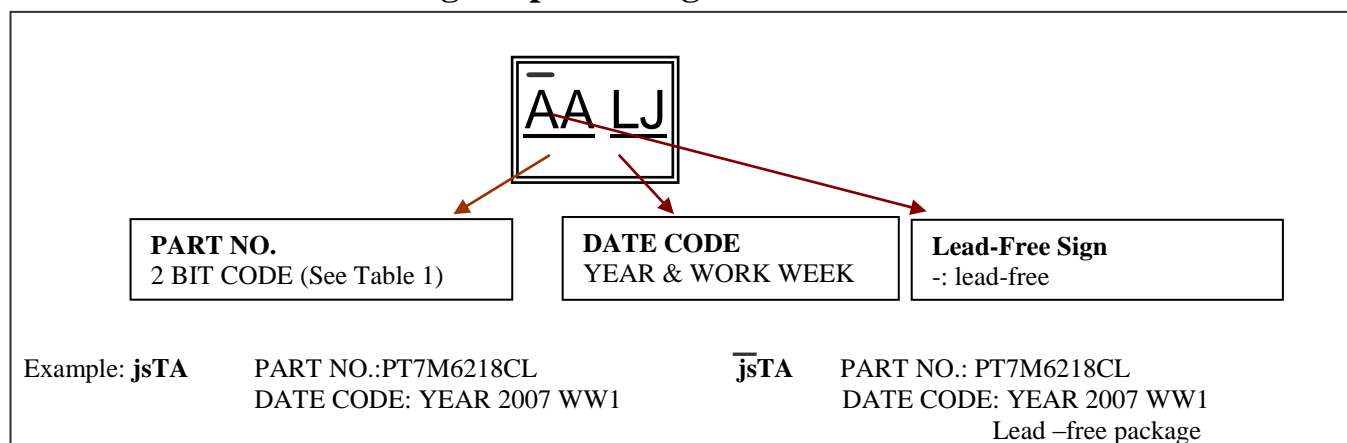 AA LJ
PART NO.
2 BIT CODE (See Table 1)
DATE CODE
YEAR & WORK WEEK
Lead-Free Sign
-: lead-free
Example: jsTA PART NO.:PT7M6218CL
DATE CODE: YEAR 2007 WW1
j̅s̅TA PART NO.: PT7M6218CL
DATE CODE: YEAR 2007 WW1
Lead –free package